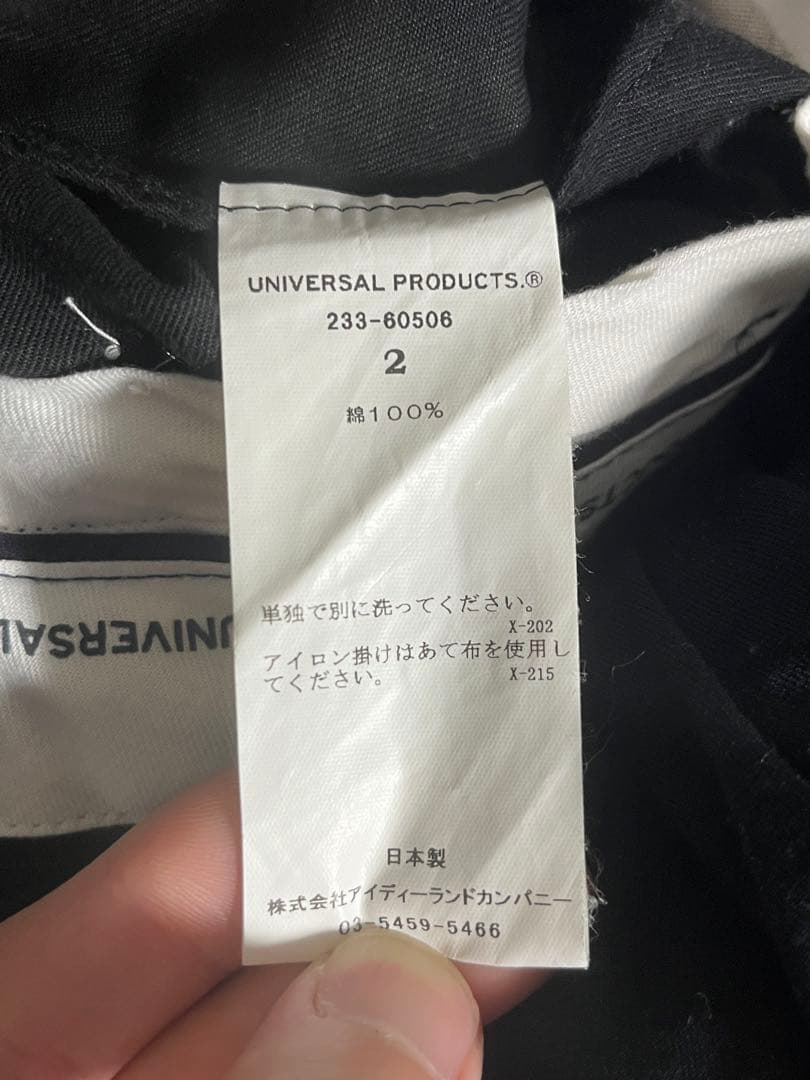 UNIVERSAL PRODUCTS.®
233-60506
2
綿100%
単独で別に洗ってください。
X-202
アイロン掛けはあて布を使用し
てください。
X-215
日本製
株式会社アイディーランドカンパニー
03-5459-5466
UNIVERSAL